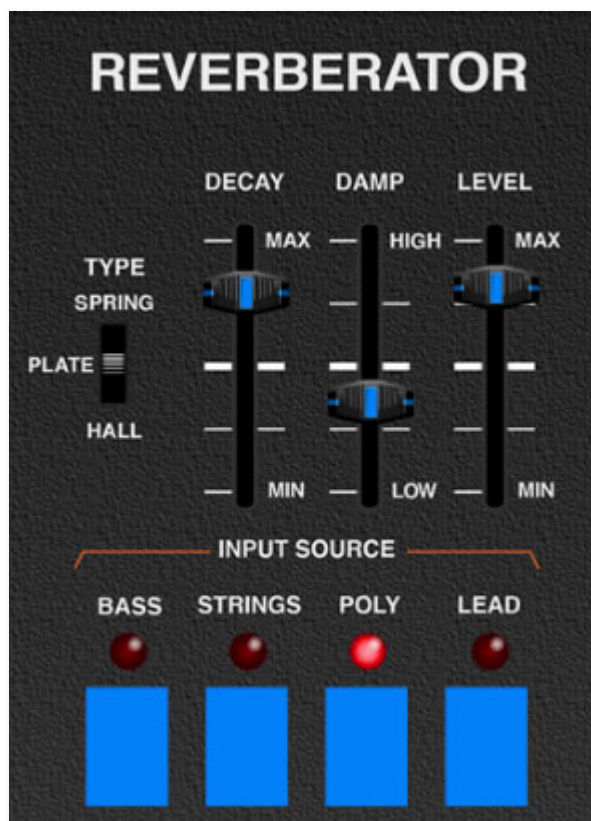 REVERBERATOR
DECAY DAMP LEVEL
MAX HIGH MAX
TYPE
SPRING
PLATE
HALL
MIN LOW MIN
INPUT SOURCE
BASS STRINGS POLY LEAD